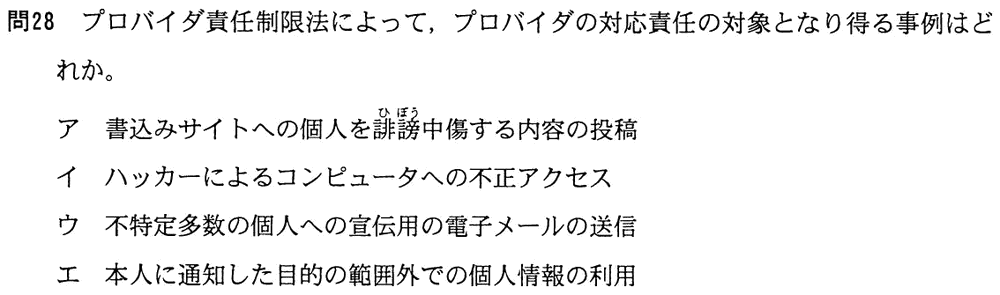 問28 プロバイダ責任制限法によって，プロバイダの対応責任の対象となり得る事例はど
れか。
ア 書込みサイトへの個人を誹謗中傷する内容の投稿
イ ハッカーによるコンピュータへの不正アクセス
ウ 不特定多数の個人への宣伝用の電子メールの送信
エ 本人に通知した目的の範囲外での個人情報の利用